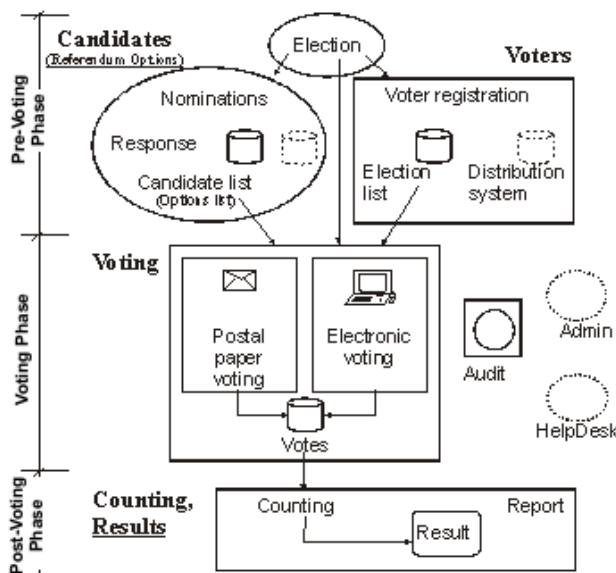 Candidates
(Referendum Options)
Election
Voters
Pre-Voting
Phase
Nominations
Response
Candidate list
(Options list)
Voter registration
Election
list
Distribution
system
Voting Phase
Voting
Postal
paper
voting
Electronic
voting
Votes
Audit
Admin
HelpDesk
Post-Voting
Phase
Counting,
Results
Counting
Report
Result